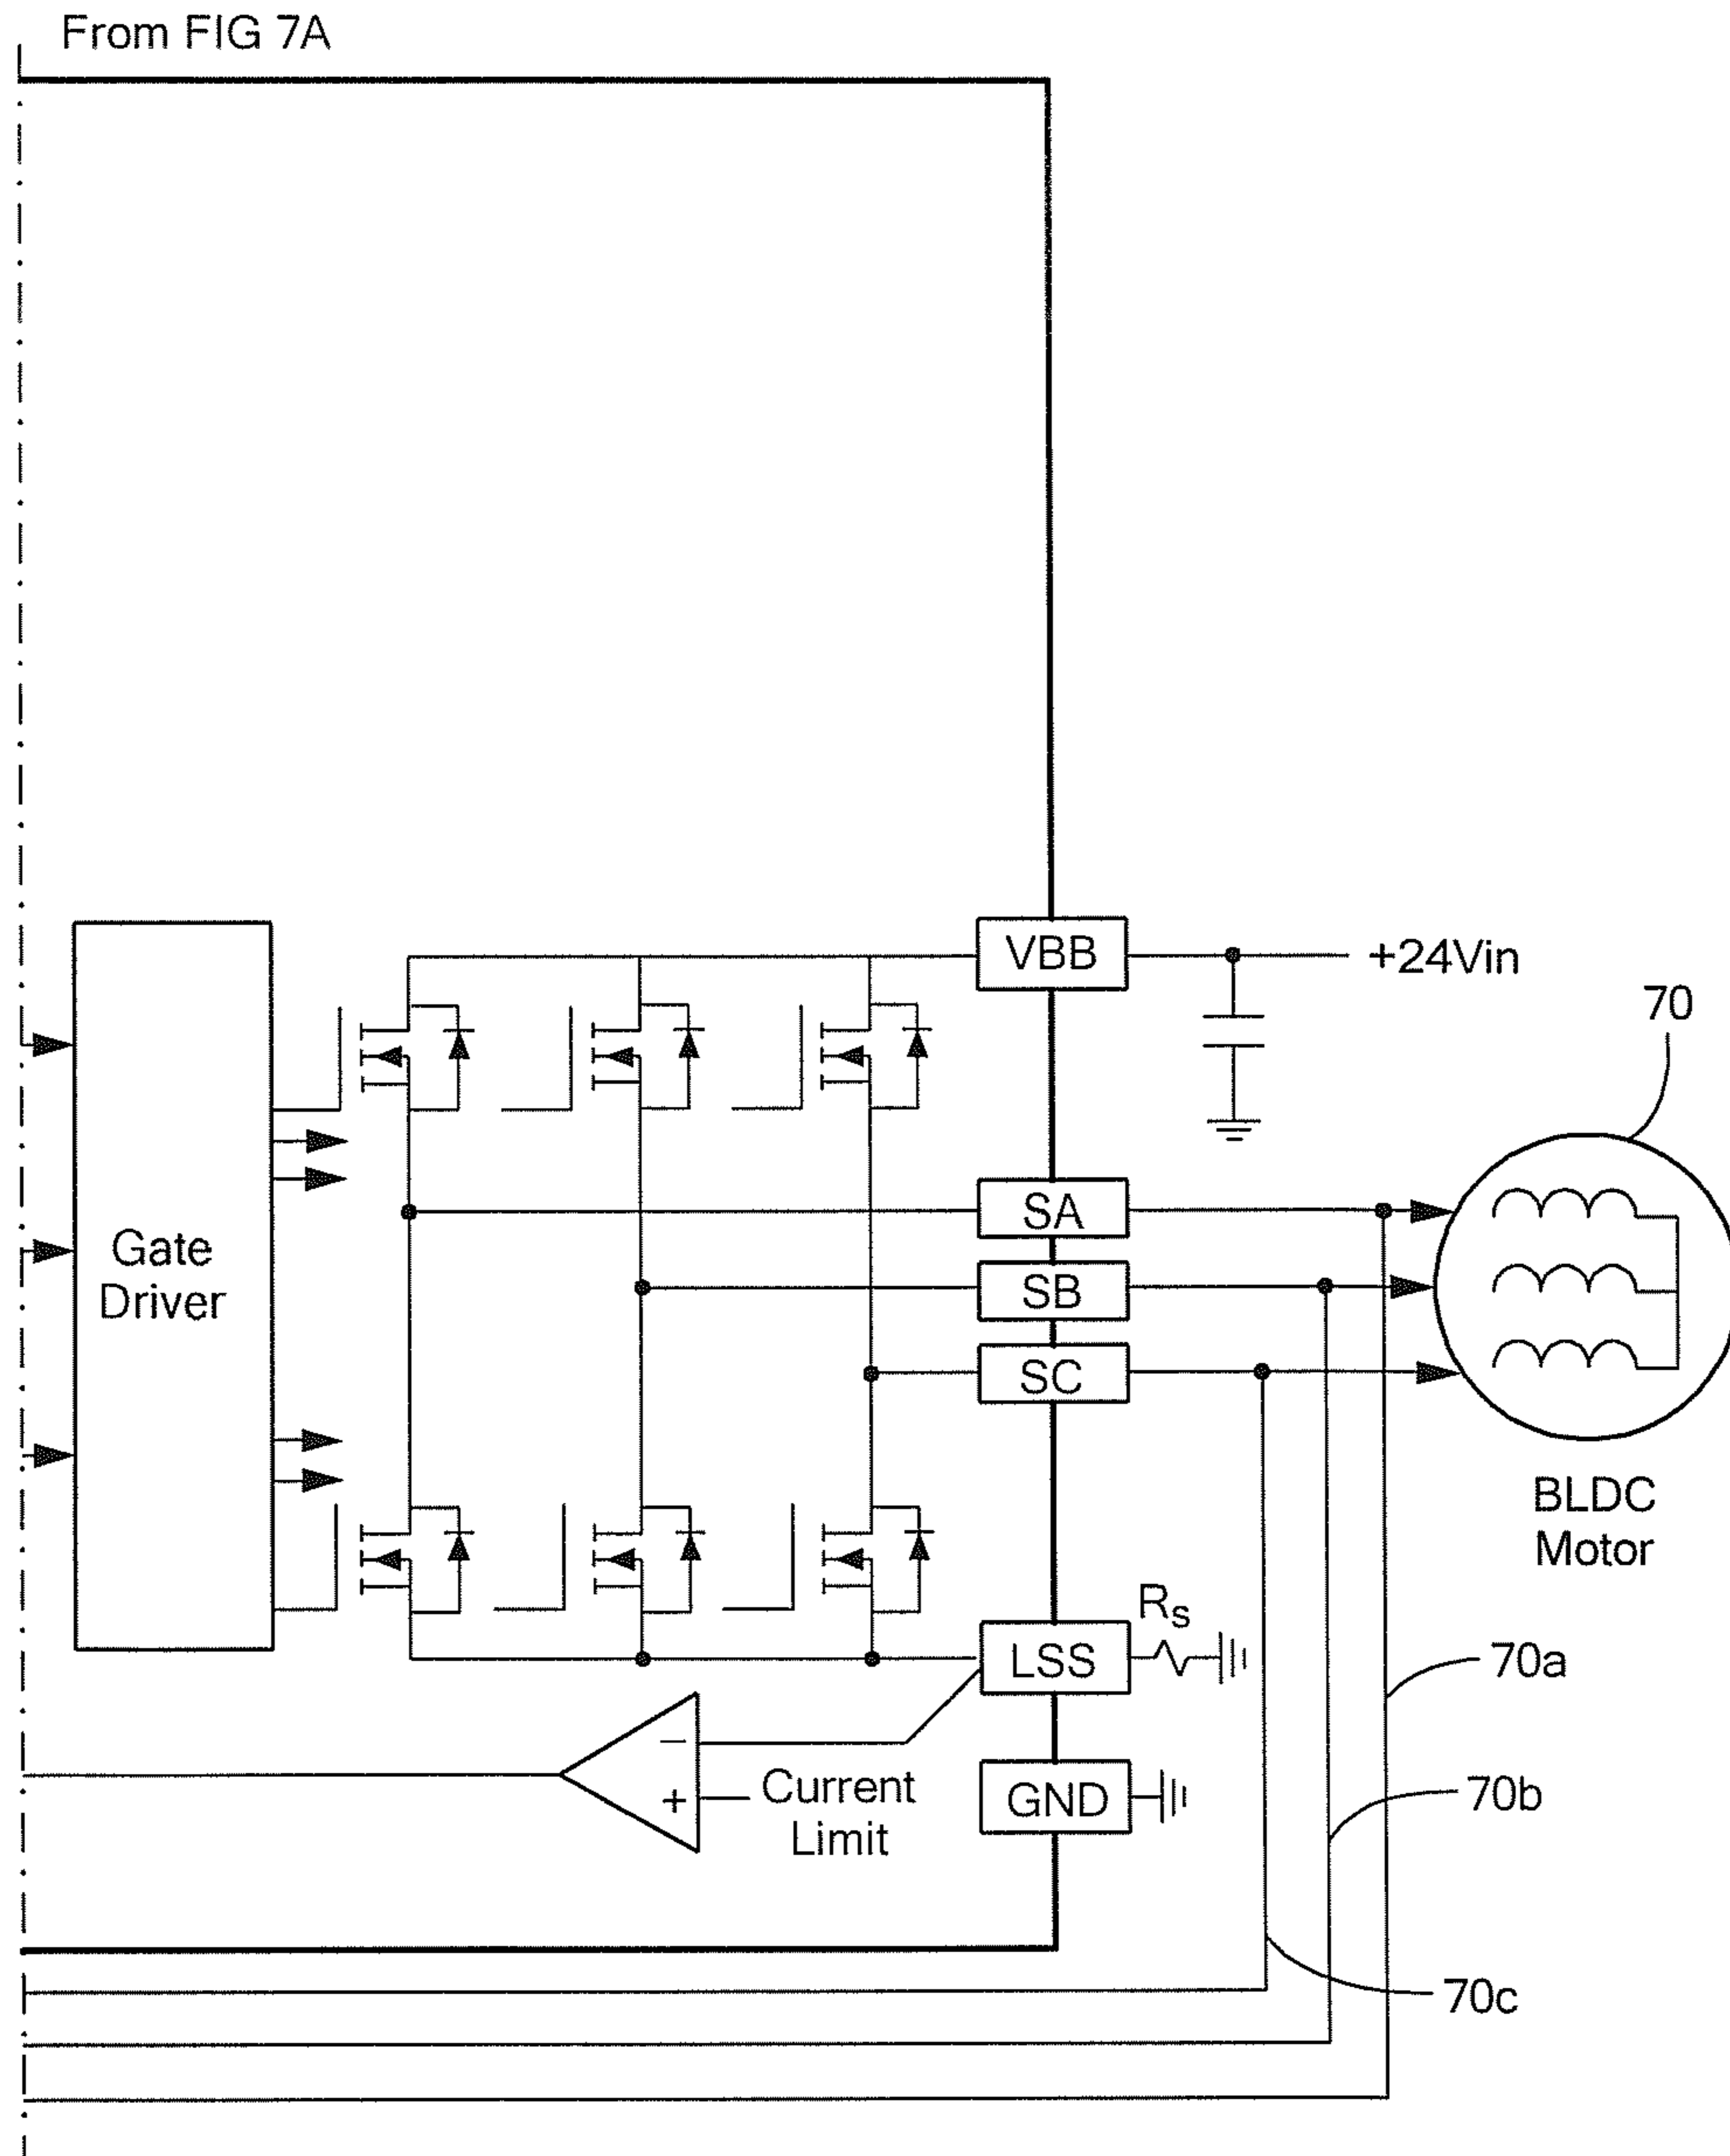 From FIG 7A
VBB
+24Vin
70
SA
Gate
Driver
SB
SC
BLDC
Motor
Rs
LSS
70a
−
+
Current
Limit
GND
70b
70c